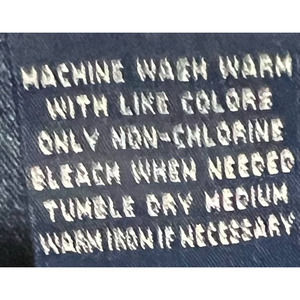 MACHINE WASH WARM
WITH LIKE COLORS
ONLY NON-CHLORINE
BLEACH WHEN NEEDED
TUMBLE DRY MEDIUM
WARM IRON IF NECESSARY